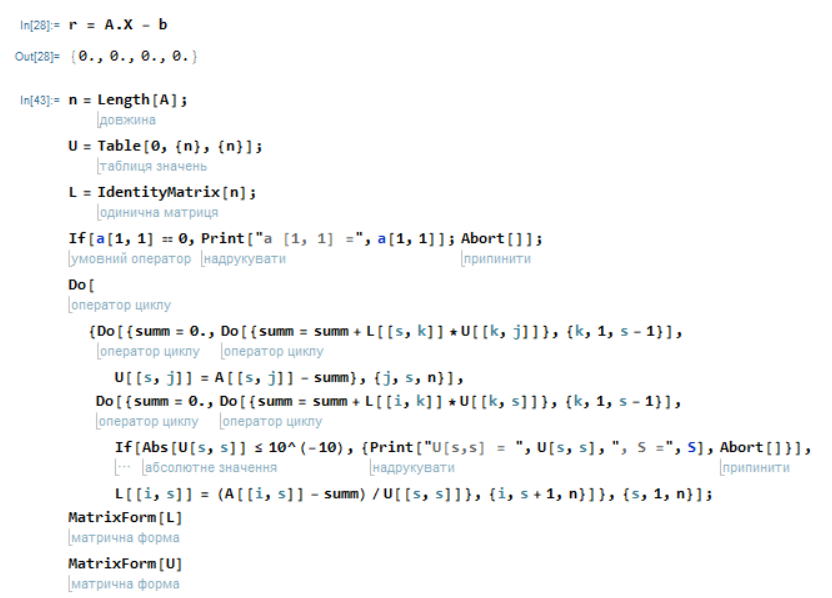 In[28]:= r = A.X - b
Out[28]= {0., 0., 0., 0.}
In[43]:= n = Length[A];
довжина
U = Table[0, {n}, {n}];
таблиця значень
L = IdentityMatrix[n];
одинична матриця
If[a[1, 1] == 0, Print["a [1, 1] =", a[1, 1]]; Abort[]];
умовний оператор надрукувати припинити
Do[
оператор циклу
{Do[{summ = 0., Do[{summ = summ + L[[s, k]] * U[[k, j]]}, {k, 1, s - 1}],
оператор циклу оператор циклу
U[[s, j]] = A[[s, j]] - summ}, {j, s, n}],
Do[{summ = 0., Do[{summ = summ + L[[i, k]] * U[[k, s]]}, {k, 1, s - 1}],
оператор циклу оператор циклу
If[Abs[U[s, s]] ≤ 10^(-10), {Print["U[s,s] = ", U[s, s], ", S =", S], Abort[]}],
⋯ абсолютне значення надрукувати припинити
L[[i, s]] = (A[[i, s]] - summ) / U[[s, s]]}, {i, s + 1, n}]}, {s, 1, n}];
MatrixForm[L]
матрична форма
MatrixForm[U]
матрична форма